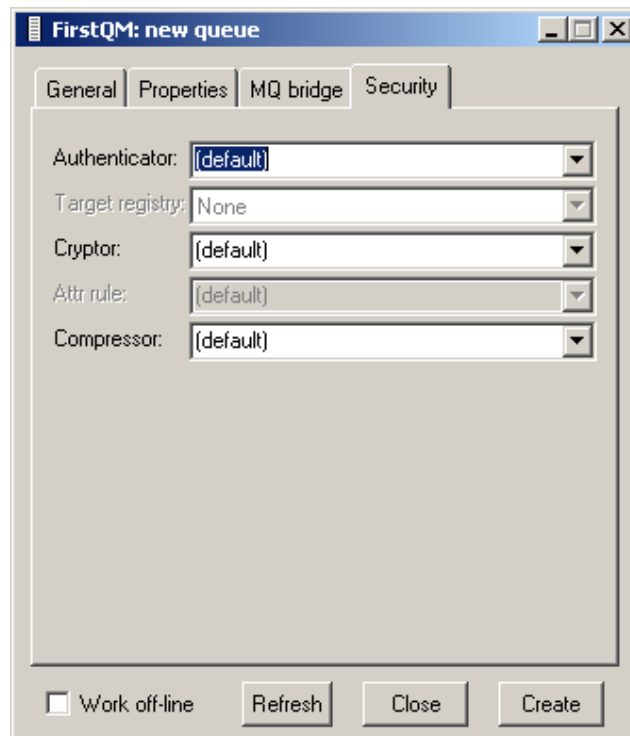 FirstQM: new queue
General Properties MQ bridge Security
Authenticator: (default)
Target registry: None
Cryptor: (default)
Attr rule: (default)
Compressor: (default)
Work off-line Refresh Close Create